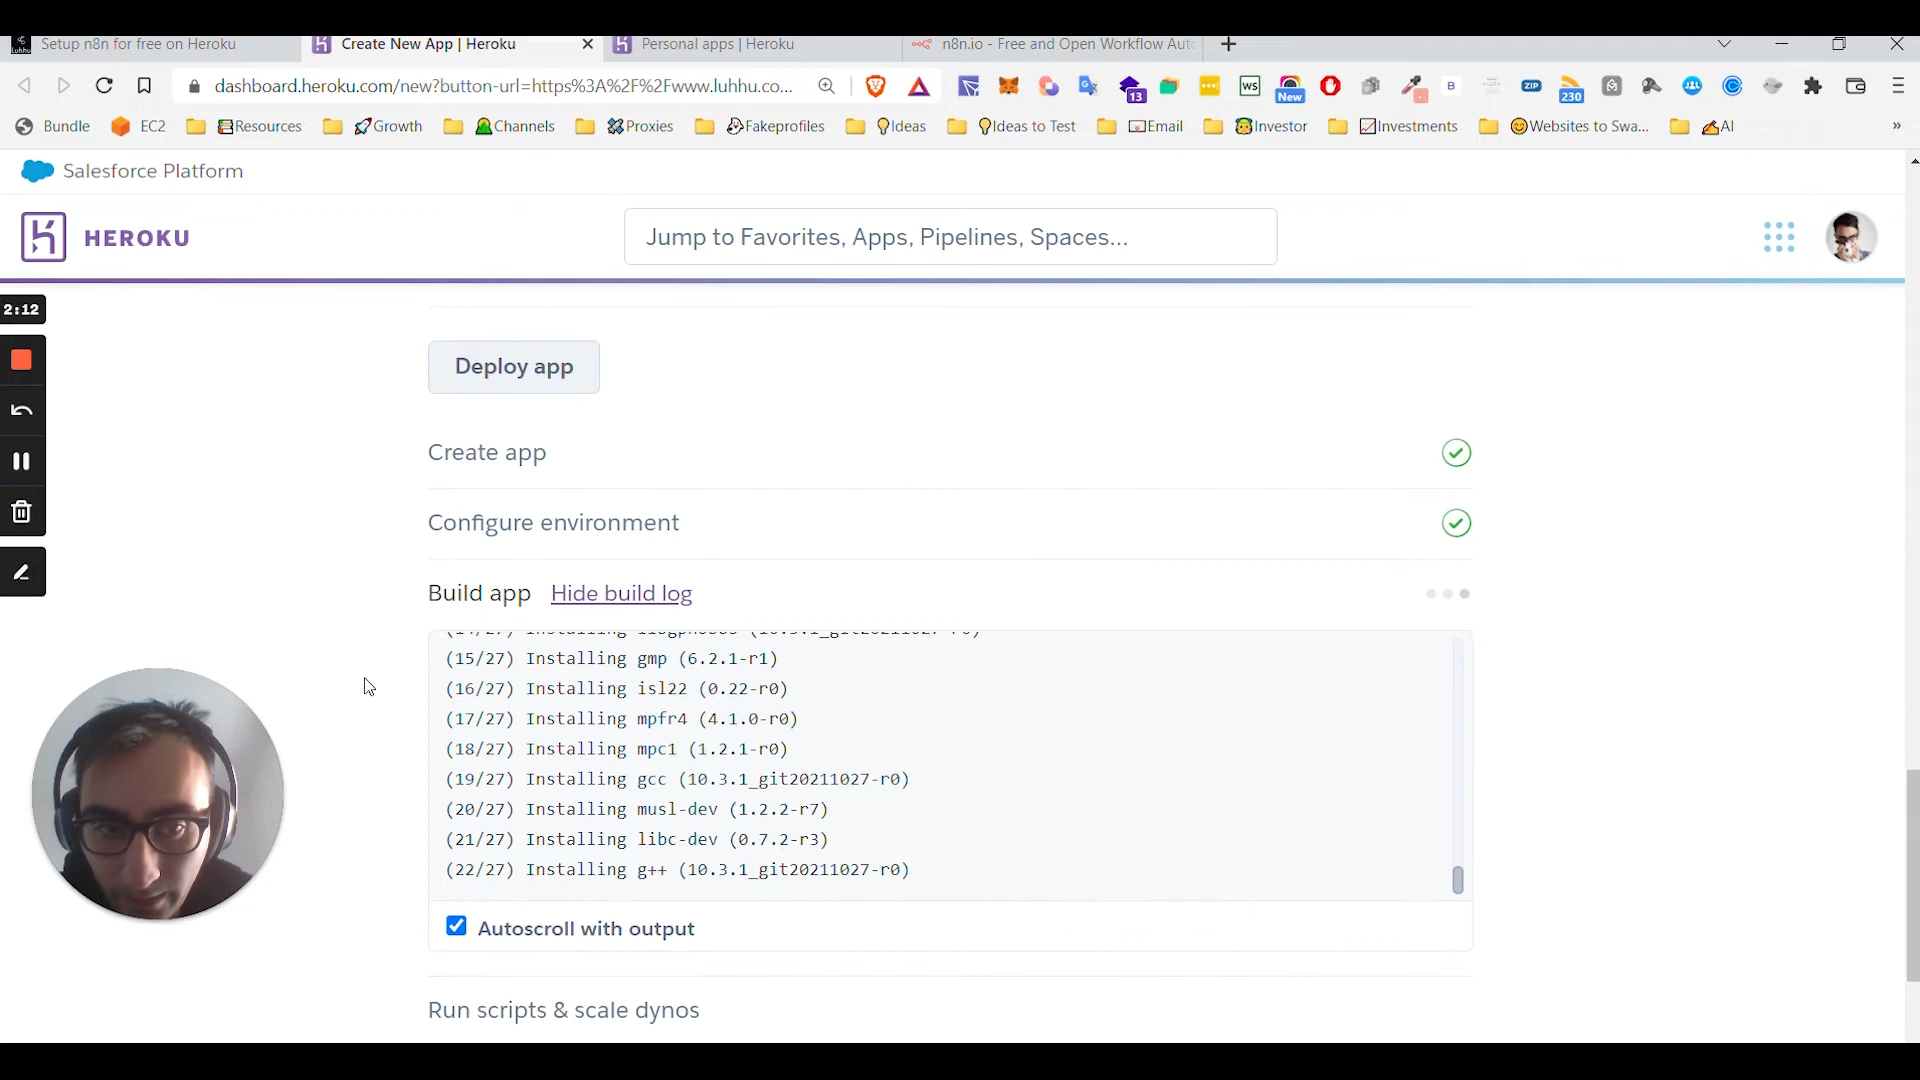 Luhhu
Setup n8n for free on Heroku
Create New App | Heroku
Personal apps | Heroku
n8n.io - Free and Open Workflow Auto
dashboard.heroku.com/new?button-url=https%3A%2F%2Fwww.luhhu.co...
13
WS
New
B
ZIP
230
Bundle
EC2
Resources
Growth
Channels
Proxies
Fakeprofiles
Ideas
Ideas to Test
Email
Investor
Investments
Websites to Swa...
AI
»
Salesforce Platform
HEROKU
Jump to Favorites, Apps, Pipelines, Spaces...
2:12
Deploy app
Create app
Configure environment
Build app Hide build log
(15/27) Installing gmp (6.2.1-r1)
(16/27) Installing isl22 (0.22-r0)
(17/27) Installing mpfr4 (4.1.0-r0)
(18/27) Installing mpc1 (1.2.1-r0)
(19/27) Installing gcc (10.3.1_git20211027-r0)
(20/27) Installing musl-dev (1.2.2-r7)
(21/27) Installing libc-dev (0.7.2-r3)
(22/27) Installing g++ (10.3.1_git20211027-r0)
Autoscroll with output
Run scripts & scale dynos